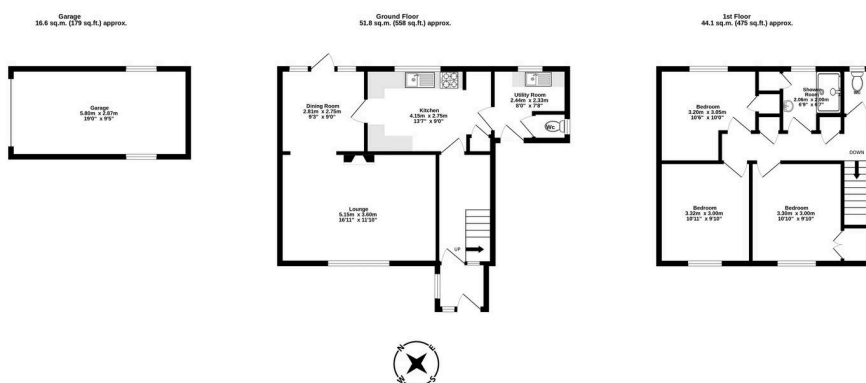 Garage
16.6 sq.m. (179 sq.ft.) approx.
Garage
5.80m x 2.87m
19'0" x 9'5"
Ground Floor
51.8 sq.m. (558 sq.ft.) approx.
Dining Room
2.81m x 2.75m
9'3" x 9'0"
Kitchen
4.15m x 2.75m
13'7" x 9'0"
Utility Room
2.44m x 2.33m
8'0" x 7'8"
Wc
Lounge
5.15m x 3.60m
16'11" x 11'10"
UP
1st Floor
44.1 sq.m. (475 sq.ft.) approx.
Bedroom
3.20m x 3.05m
10'6" x 10'0"
Shower
Room
2.06m x 2.00m
6'9" x 6'7"
DOWN
Bedroom
3.32m x 3.00m
10'11" x 9'10"
Bedroom
3.30m x 3.00m
10'10" x 9'10"
N
E
W
S